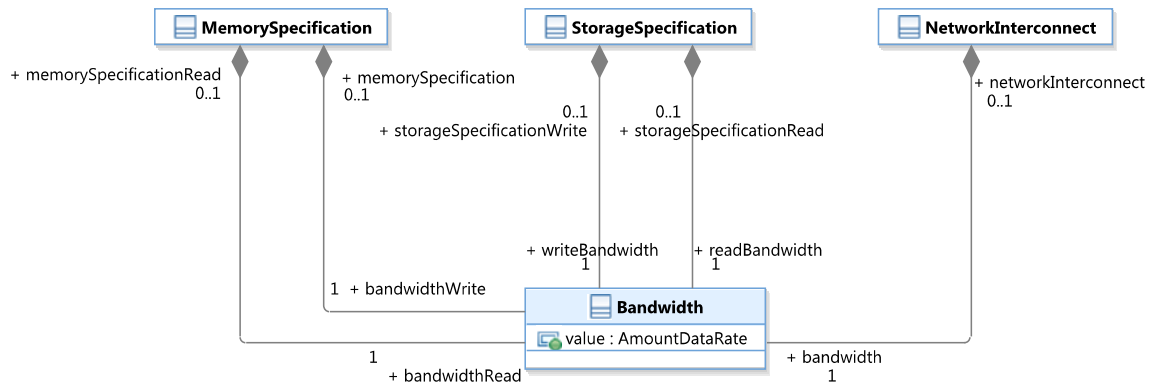 MemorySpecification
StorageSpecification
NetworkInterconnect
+ memorySpecificationRead
0..1
+ memorySpecification
0..1
0..1
+ storageSpecificationWrite
0..1
+ storageSpecificationRead
+ networkInterconnect
0..1
+ writeBandwidth
1
+ readBandwidth
1
1 + bandwidthWrite
Bandwidth
value : AmountDataRate
1
+ bandwidthRead
+ bandwidth
1